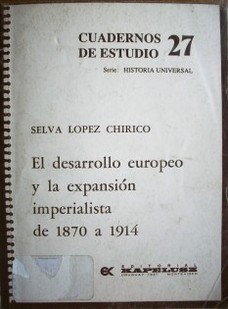 CUADERNOS
DE ESTUDIO 27
Serie: HISTORIA UNIVERSAL
SELVA LOPEZ CHIRICO
El desarrollo europeo
y la expansión
imperialista
de 1870 a 1914
EDITORIAL
KAPELUSZ